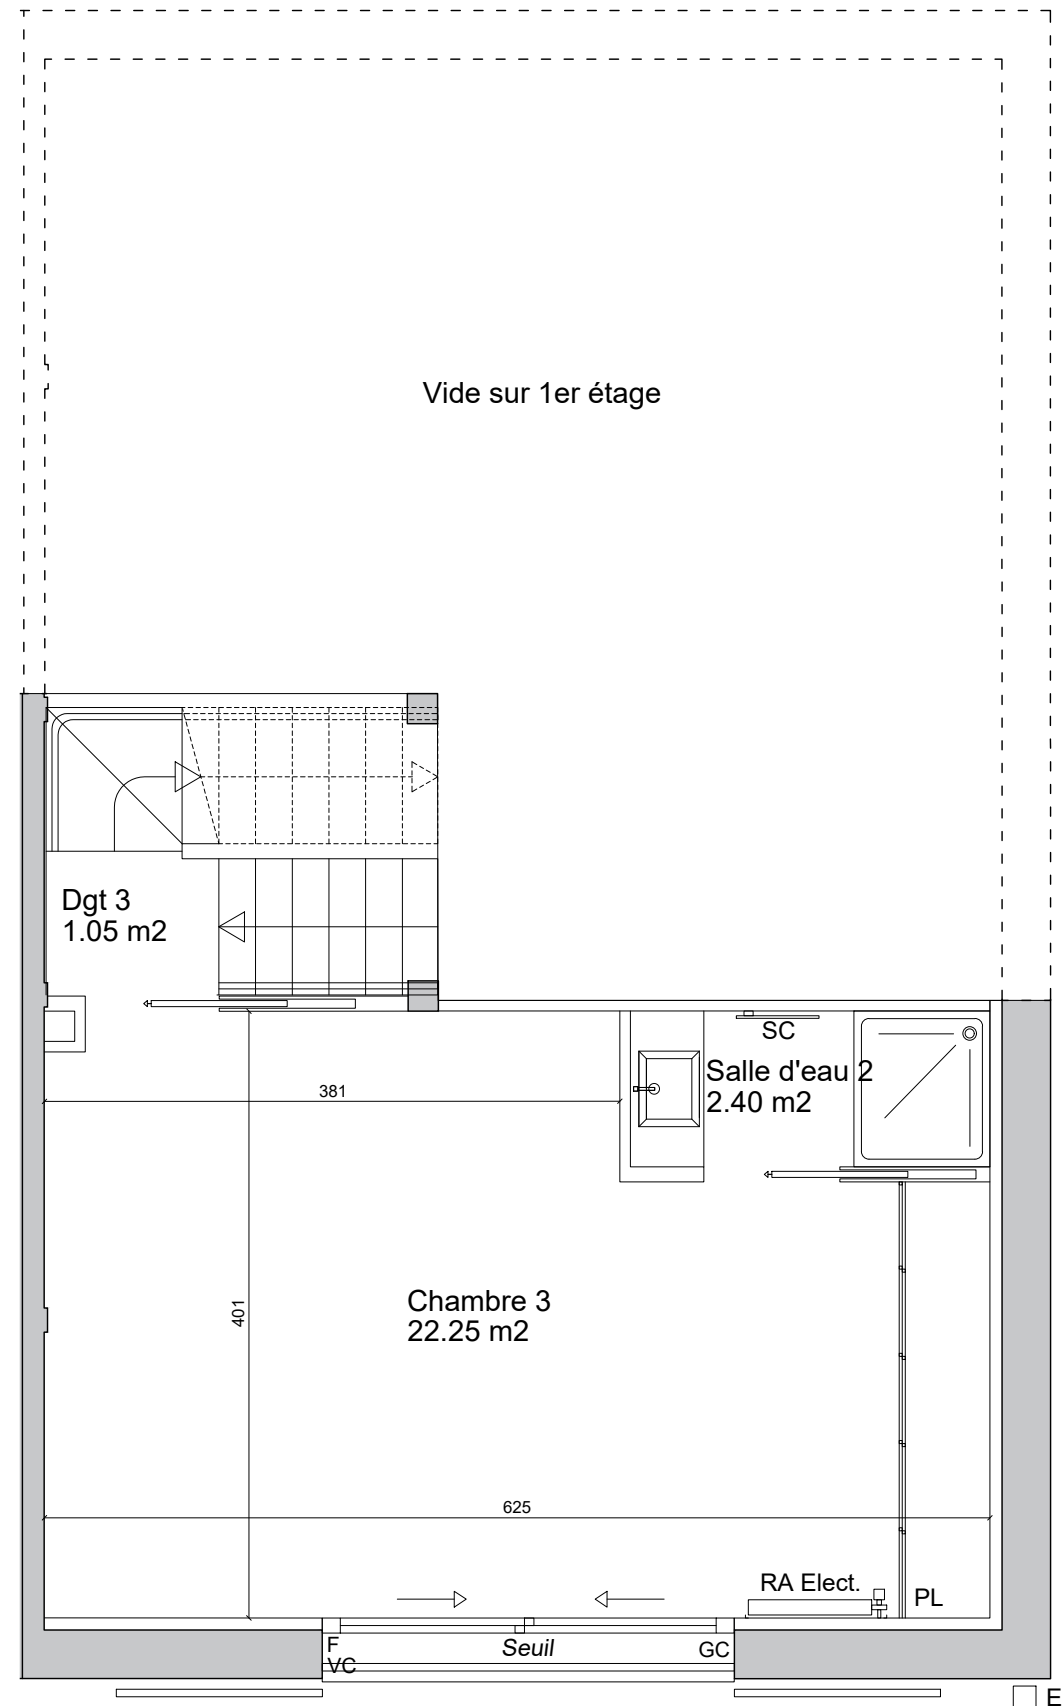 Vide sur 1er étage
Dgt 3
1.05 m2
SC
Salle d'eau 2
2.40 m2
381
401
Chambre 3
22.25 m2
625
RA Elect.
PL
F
VC
Seuil
GC
E